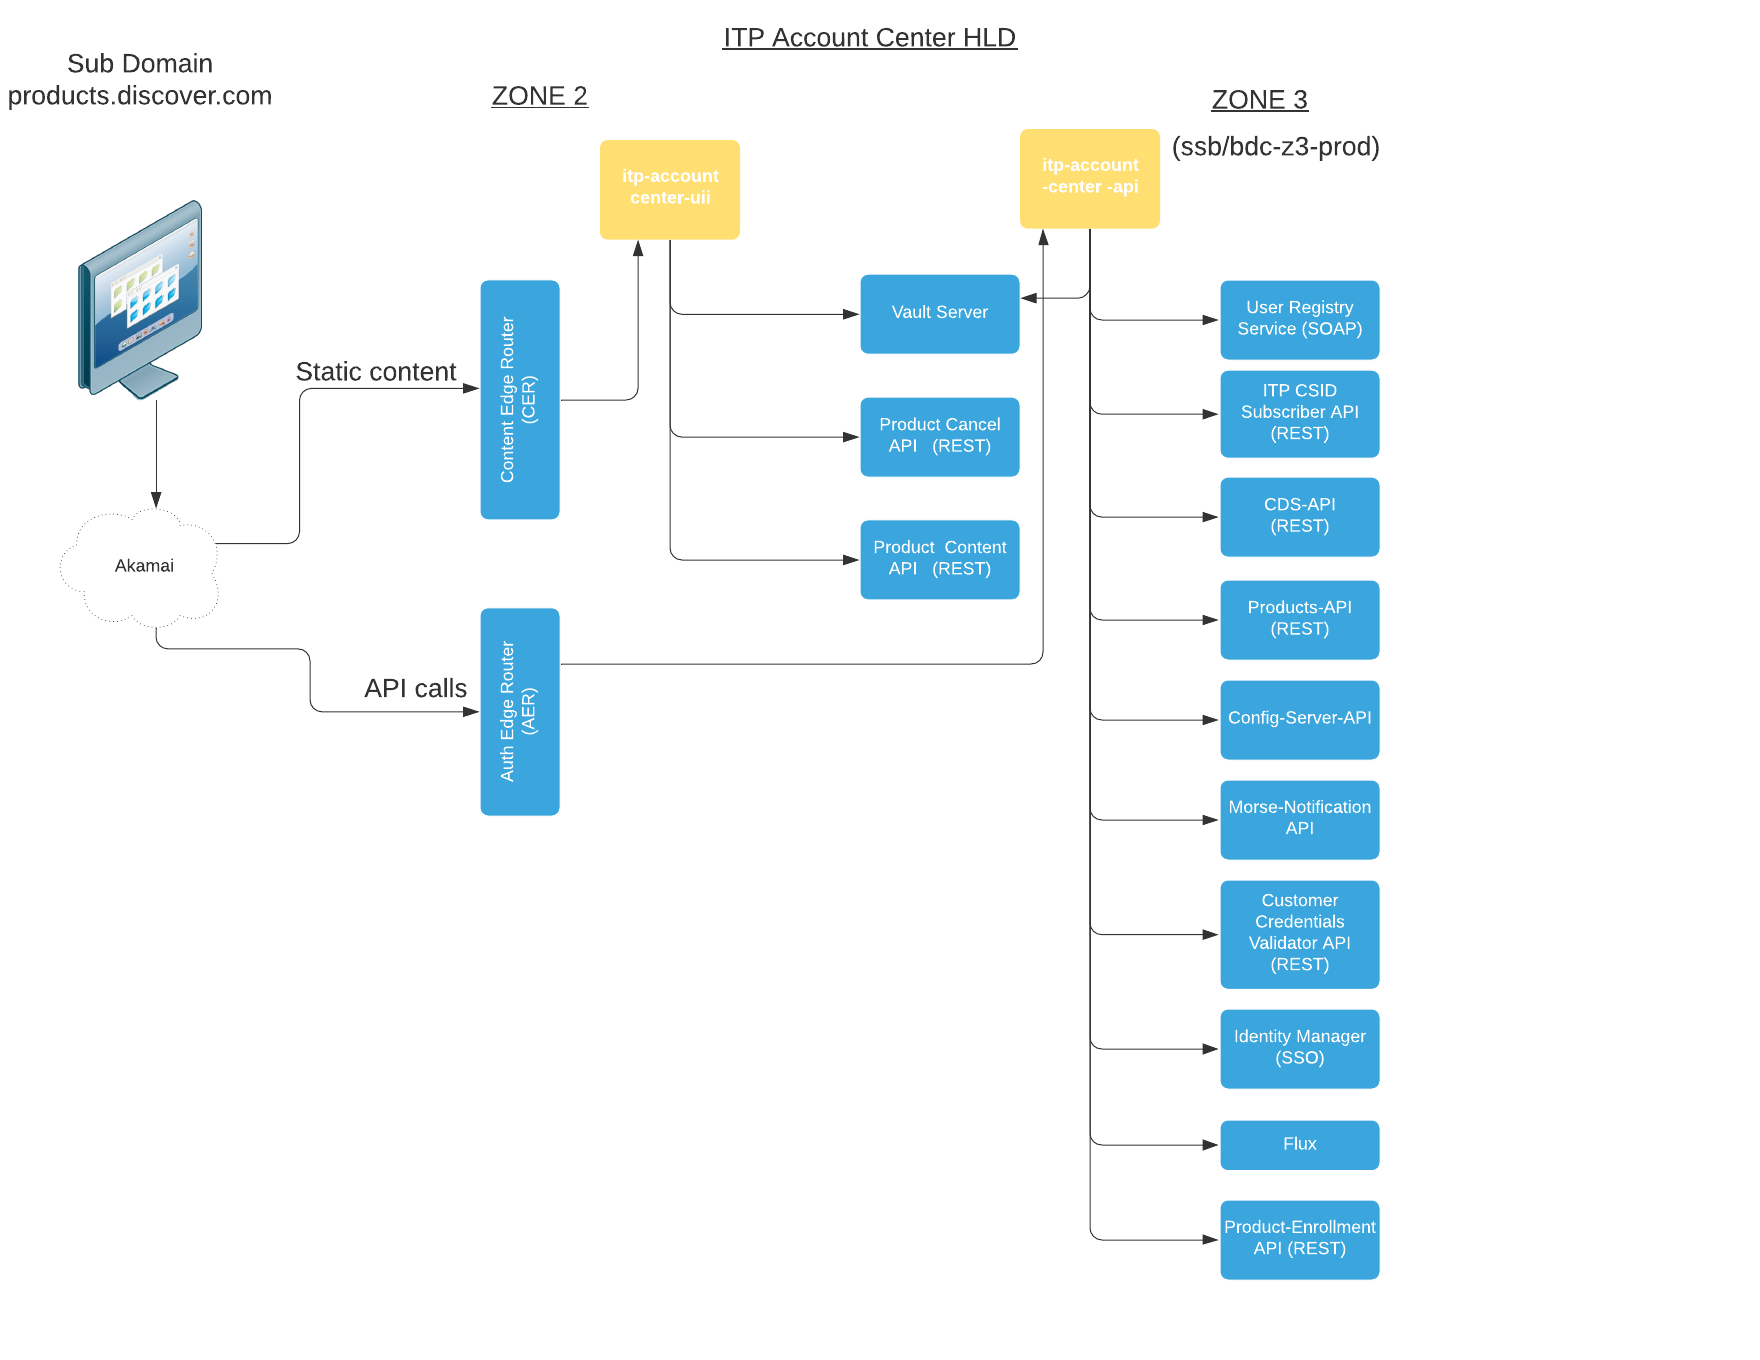 ITP Account Center HLD
Sub Domain
products.discover.com
ZONE 2
ZONE 3
(ssb/bdc-z3-prod)
itp-account
center-uii
itp-account
-center -api
Static content
Content Edge Router
(CER)
Akamai
API calls
Auth Edge Router
(AER)
Vault Server
Product Cancel
API (REST)
Product Content
API (REST)
User Registry
Service (SOAP)
ITP CSID
Subscriber API
(REST)
CDS-API
(REST)
Products-API
(REST)
Config-Server-API
Morse-Notification
API
Customer
Credentials
Validator API
(REST)
Identity Manager
(SSO)
Flux
Product-Enrollment
API (REST)